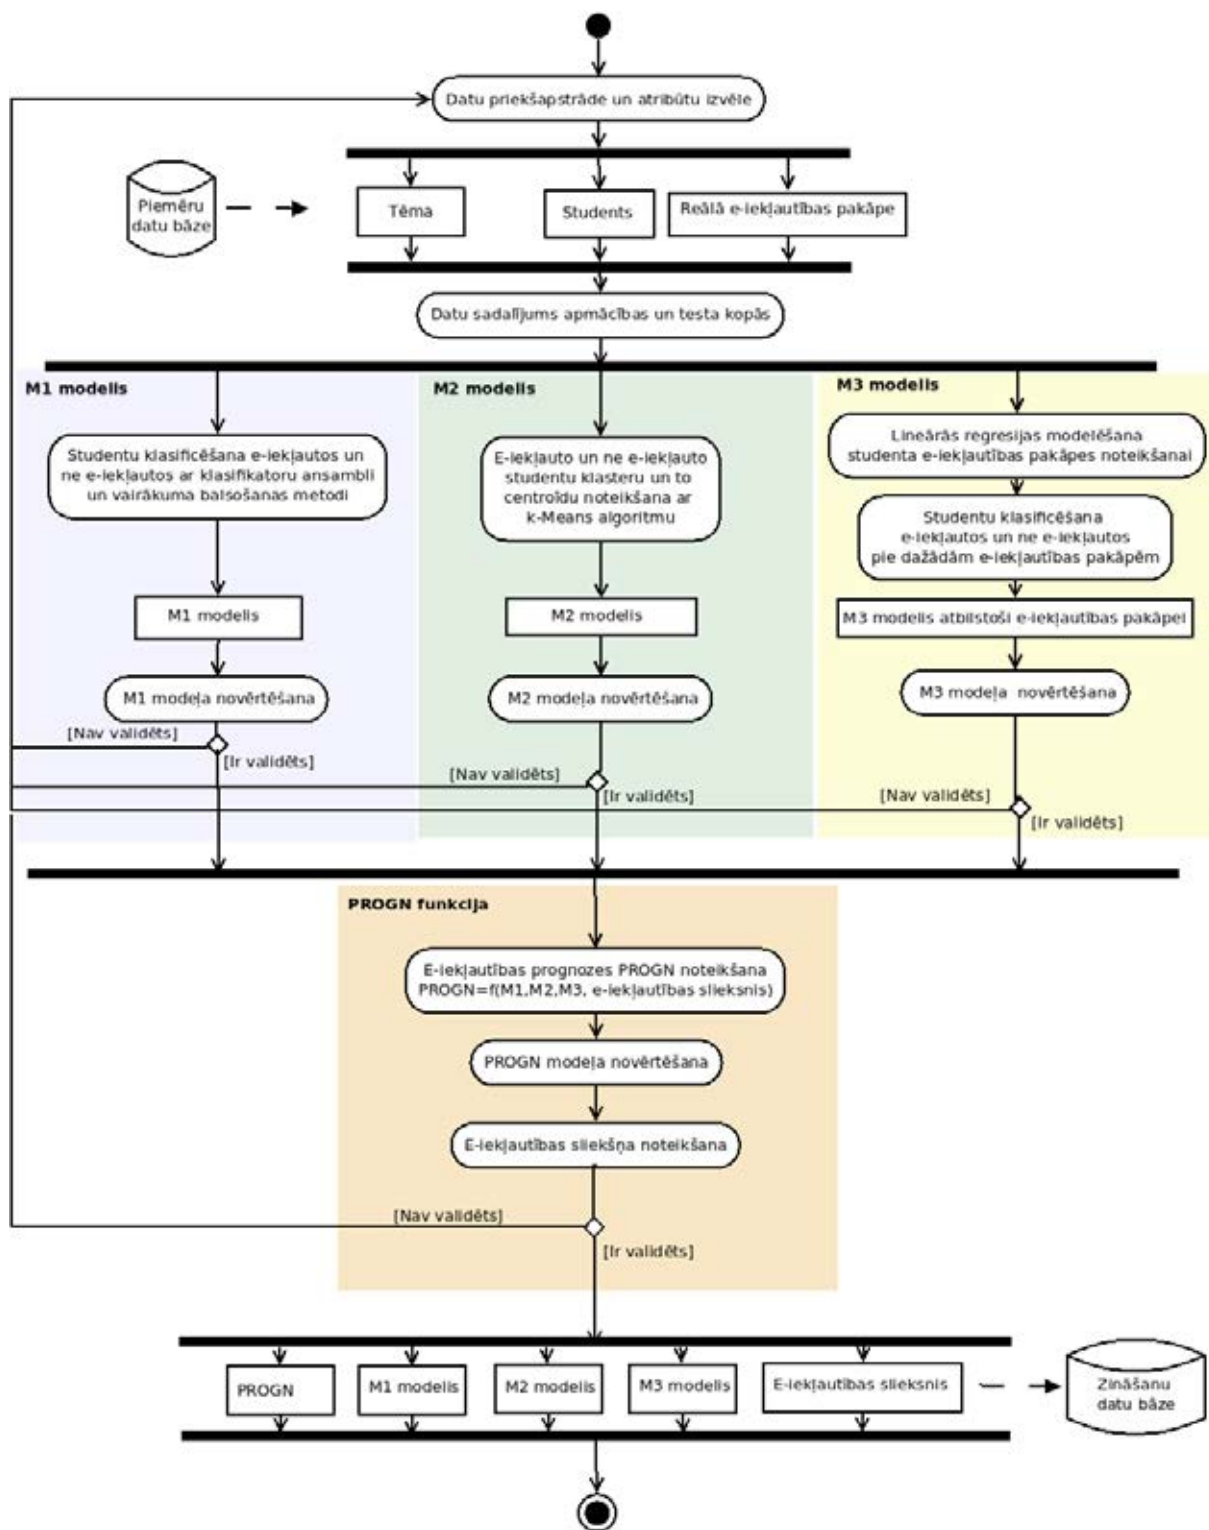 Datu priekšapstrāde un atribūtu izvēle
Piemēru
datu bāze
Tēma
Students
Reālā e-iekļautības pakāpe
Datu sadalījums apmācības un testa kopās
M1 modelis
Studentu klasificēšana e-iekļautos un
ne e-iekļautos ar klasifikatoru ansambli
un vairākuma balsošanas metodi
M1 modelis
M1 modeļa novērtēšana
[Nav validēts]
[Ir validēts]
M2 modelis
E-iekļauto un ne e-iekļauto
studentu klasteru un to
centroīdu noteikšana ar
k-Means algoritmu
M2 modelis
M2 modeļa novērtēšana
[Nav validēts]
[Ir validēts]
M3 modelis
Lineārās regresijas modelēšana
studenta e-iekļautības pakāpes noteikšanai
Studentu klasificēšana
e-iekļautos un ne e-iekļautos
pie dažādām e-iekļautības pakāpēm
M3 modelis atbilstoši e-iekļautības pakāpei
M3 modeļa novērtēšana
[Nav validēts]
[Ir validēts]
PROGN funkcija
E-iekļautības prognozes PROGN noteikšana
PROGN=f(M1,M2,M3, e-iekļautības slieksnis)
PROGN modeļa novērtēšana
E-iekļautības sliekšņa noteikšana
[Nav validēts]
[Ir validēts]
PROGN
M1 modelis
M2 modelis
M3 modelis
E-iekļautības slieksnis
Zināšanu
datu bāze